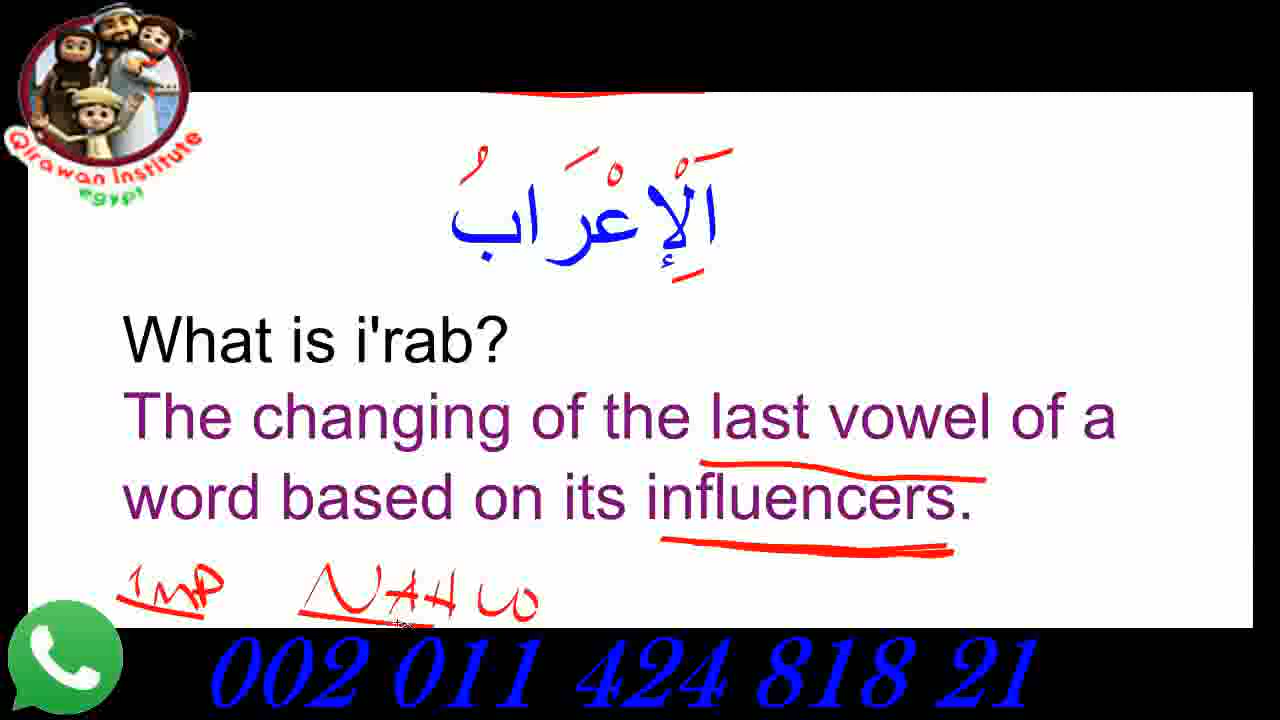 Qirawan Institute
egypt
اَلْإِعْرَابُ
What is i'rab?
The changing of the last vowel of a
word based on its influencers.
IMP NAHW
002 011 424 818 21